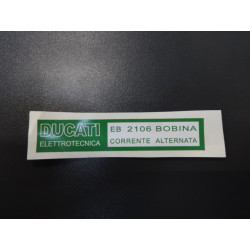 DUCATI
ELETTROTECNICA
EB 2106 BOBINA
CORRENTE ALTERNATA